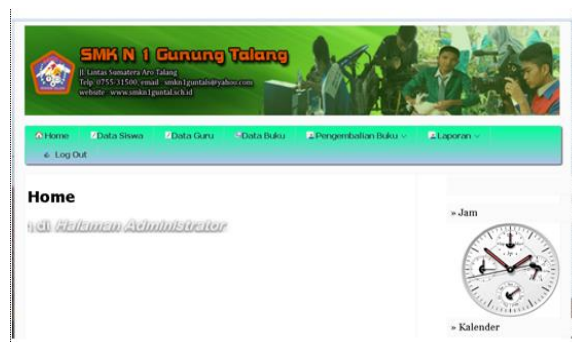 SMK N 1 Gunung Talang
Jl. Lintas Sumatera Aro Talang
Telp. 0755-31500, email : smkn1guntals@yahoo.com
website : www.smkn1guntal.sch.id
Home Data Siswa Data Guru Data Buku Pengembalian Buku Laporan
Log Out
Home
di Halaman Administrator
» Jam
» Kalender